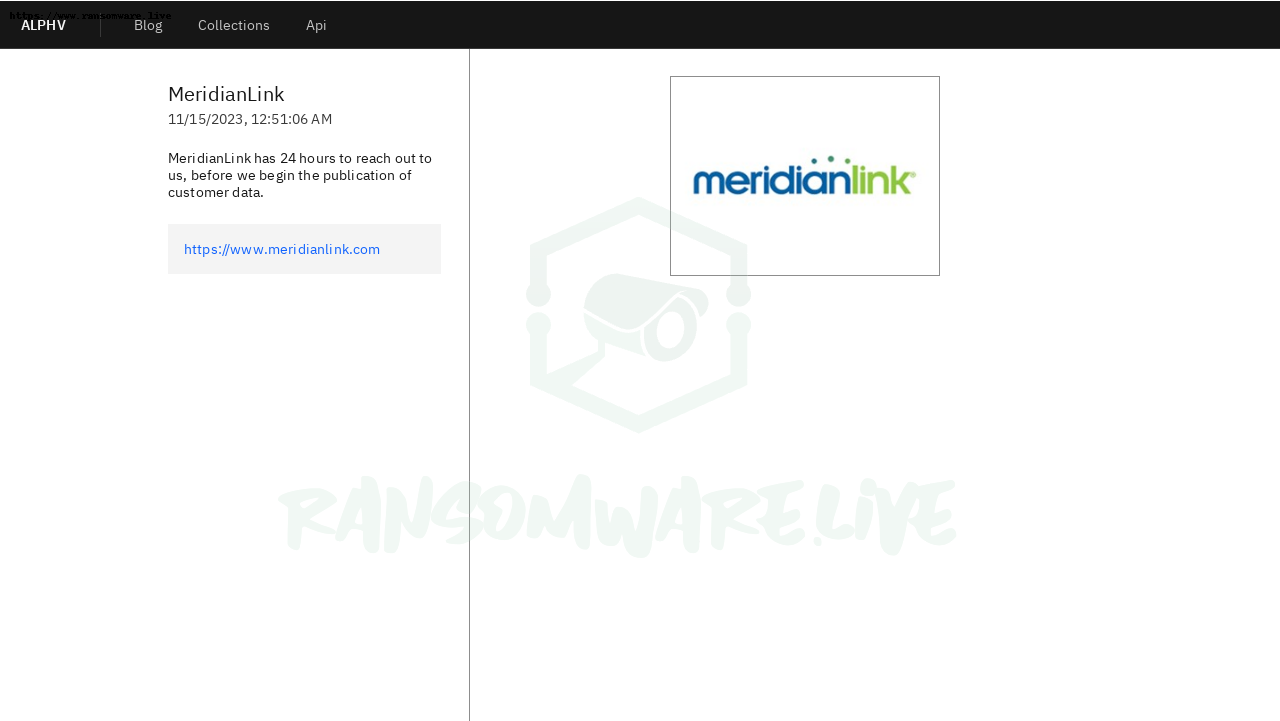 https://www.ransomware.live
ALPHV
Blog
Collections
Api
MeridianLink
11/15/2023, 12:51:06 AM
MeridianLink has 24 hours to reach out to
us, before we begin the publication of
customer data.
https://www.meridianlink.com
meridianlink®
RANSOMWARE.LIVE